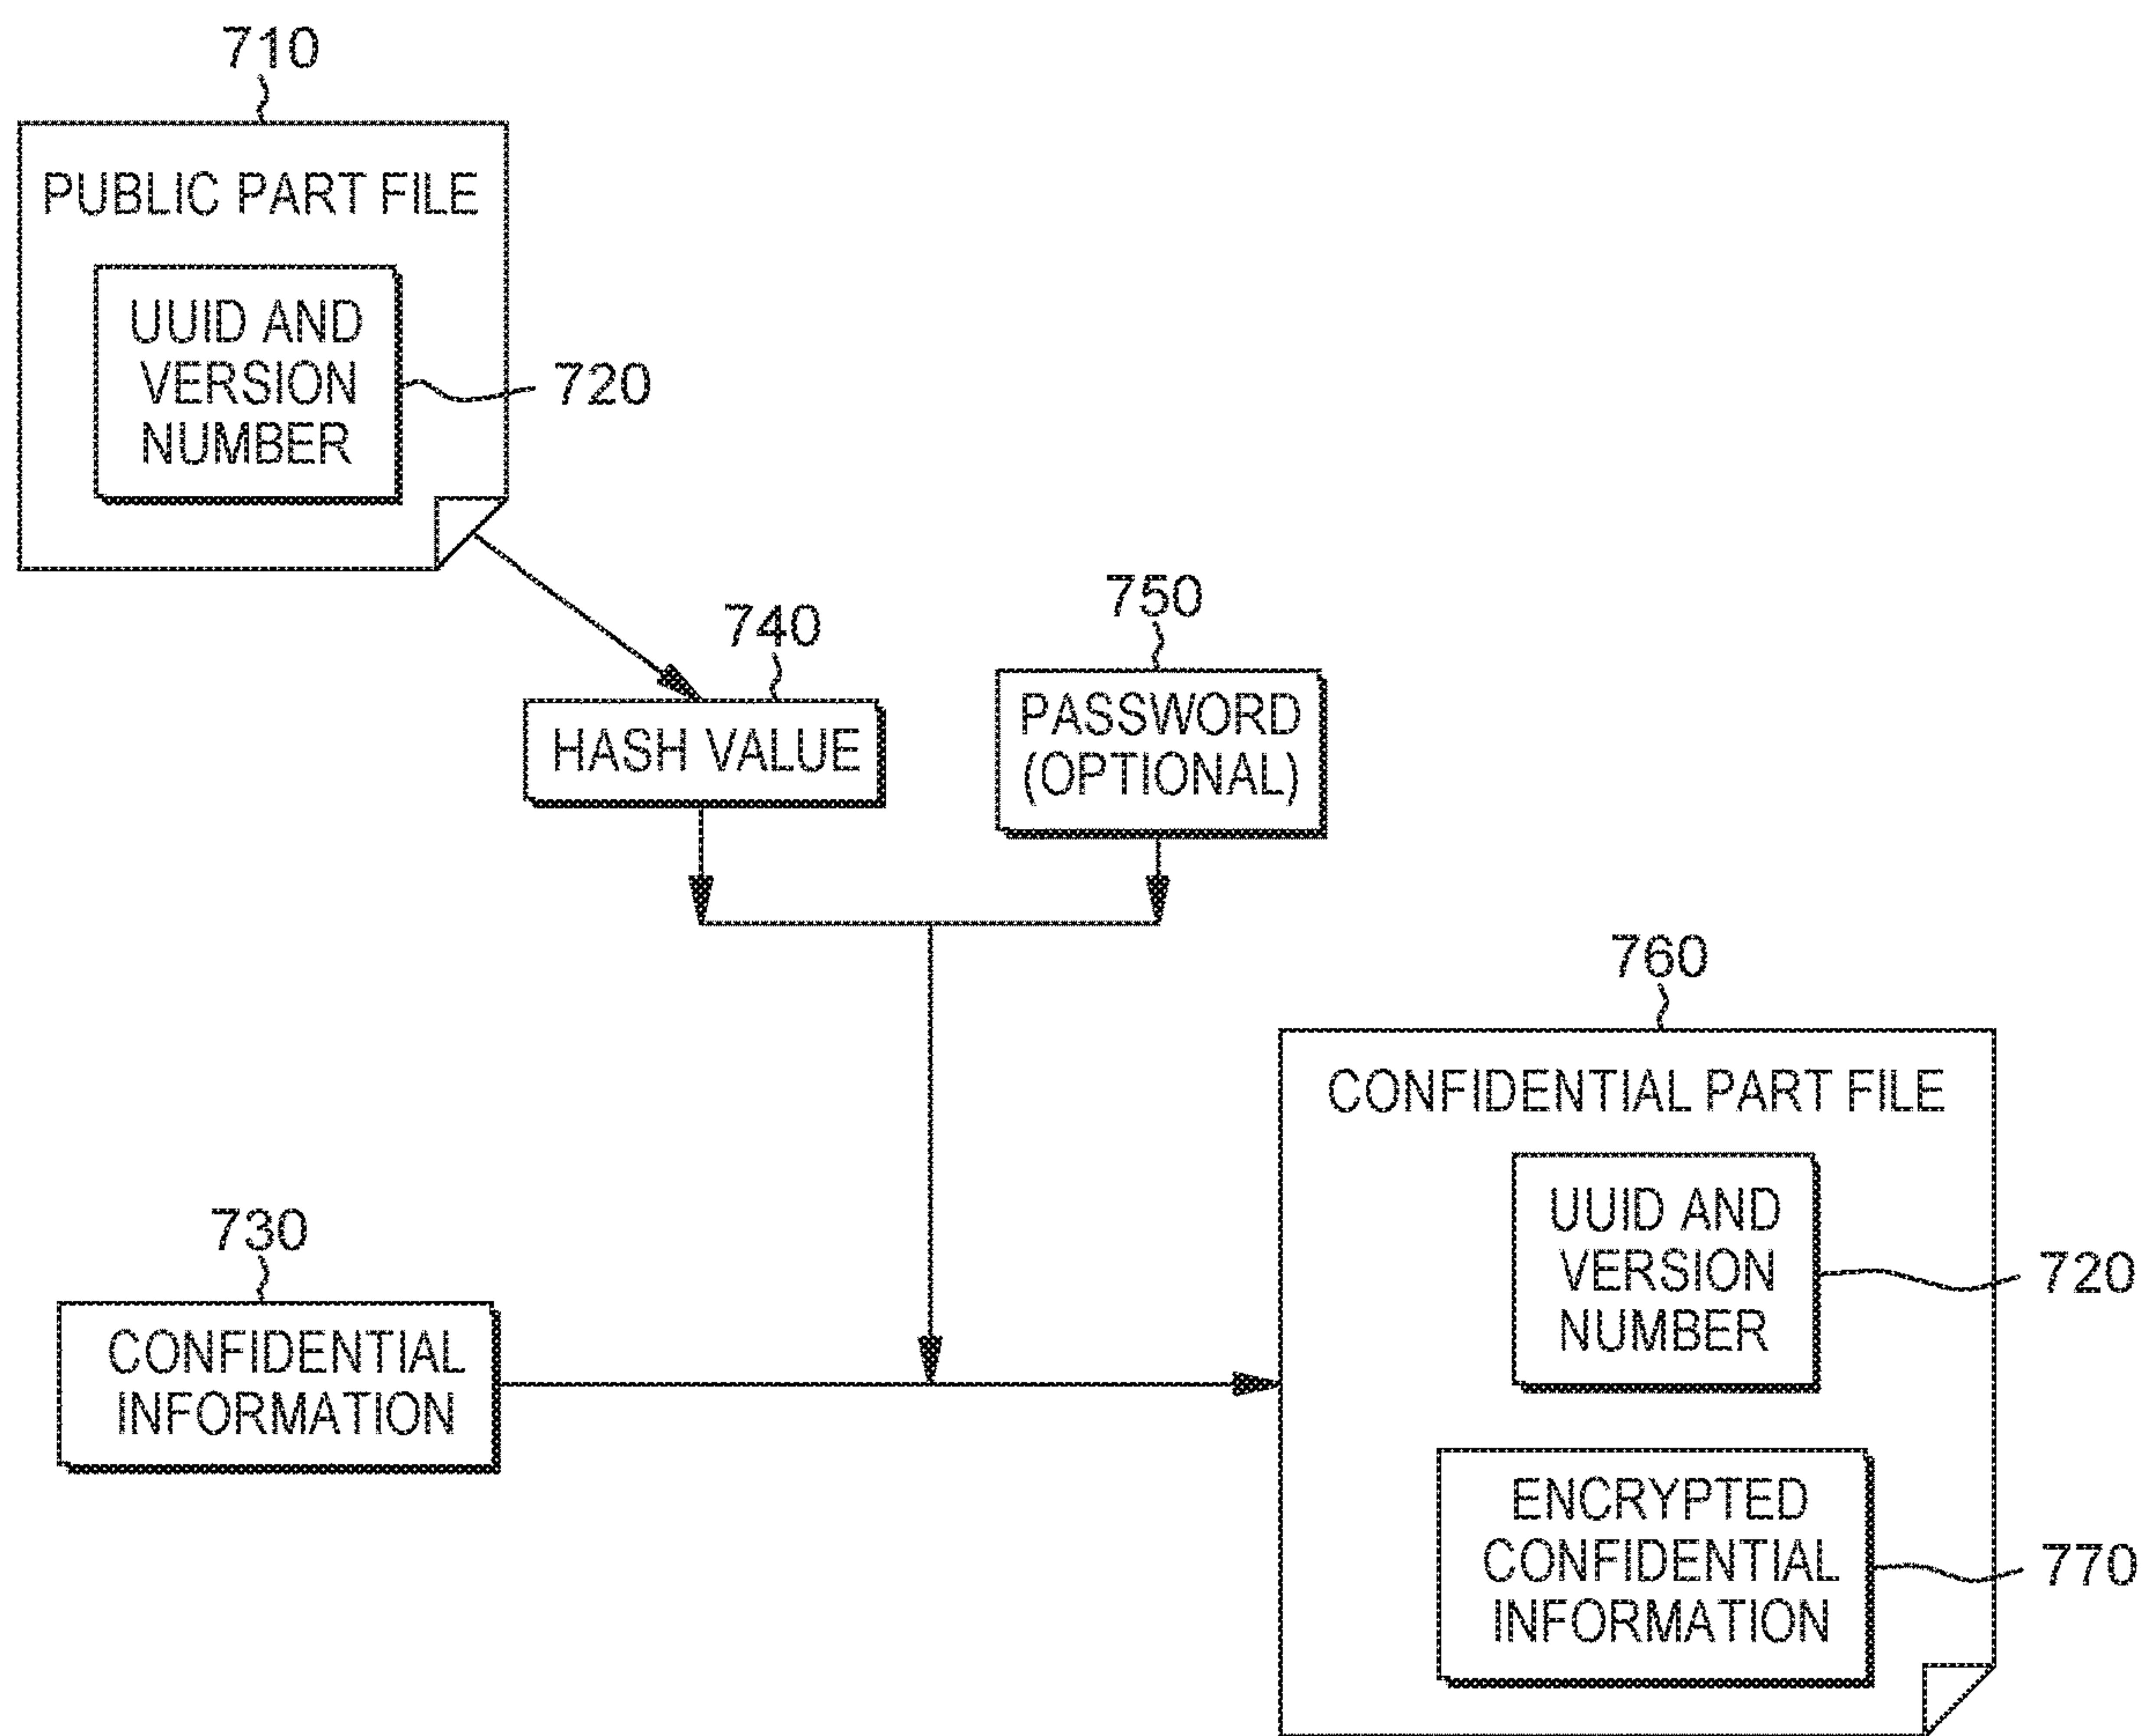 710
PUBLIC PART FILE
UUID AND
VERSION
NUMBER
720
740
HASH VALUE
750
PASSWORD
(OPTIONAL)
760
CONFIDENTIAL PART FILE
UUID AND
VERSION
NUMBER
720
730
CONFIDENTIAL
INFORMATION
ENCRYPTED
CONFIDENTIAL
INFORMATION
770